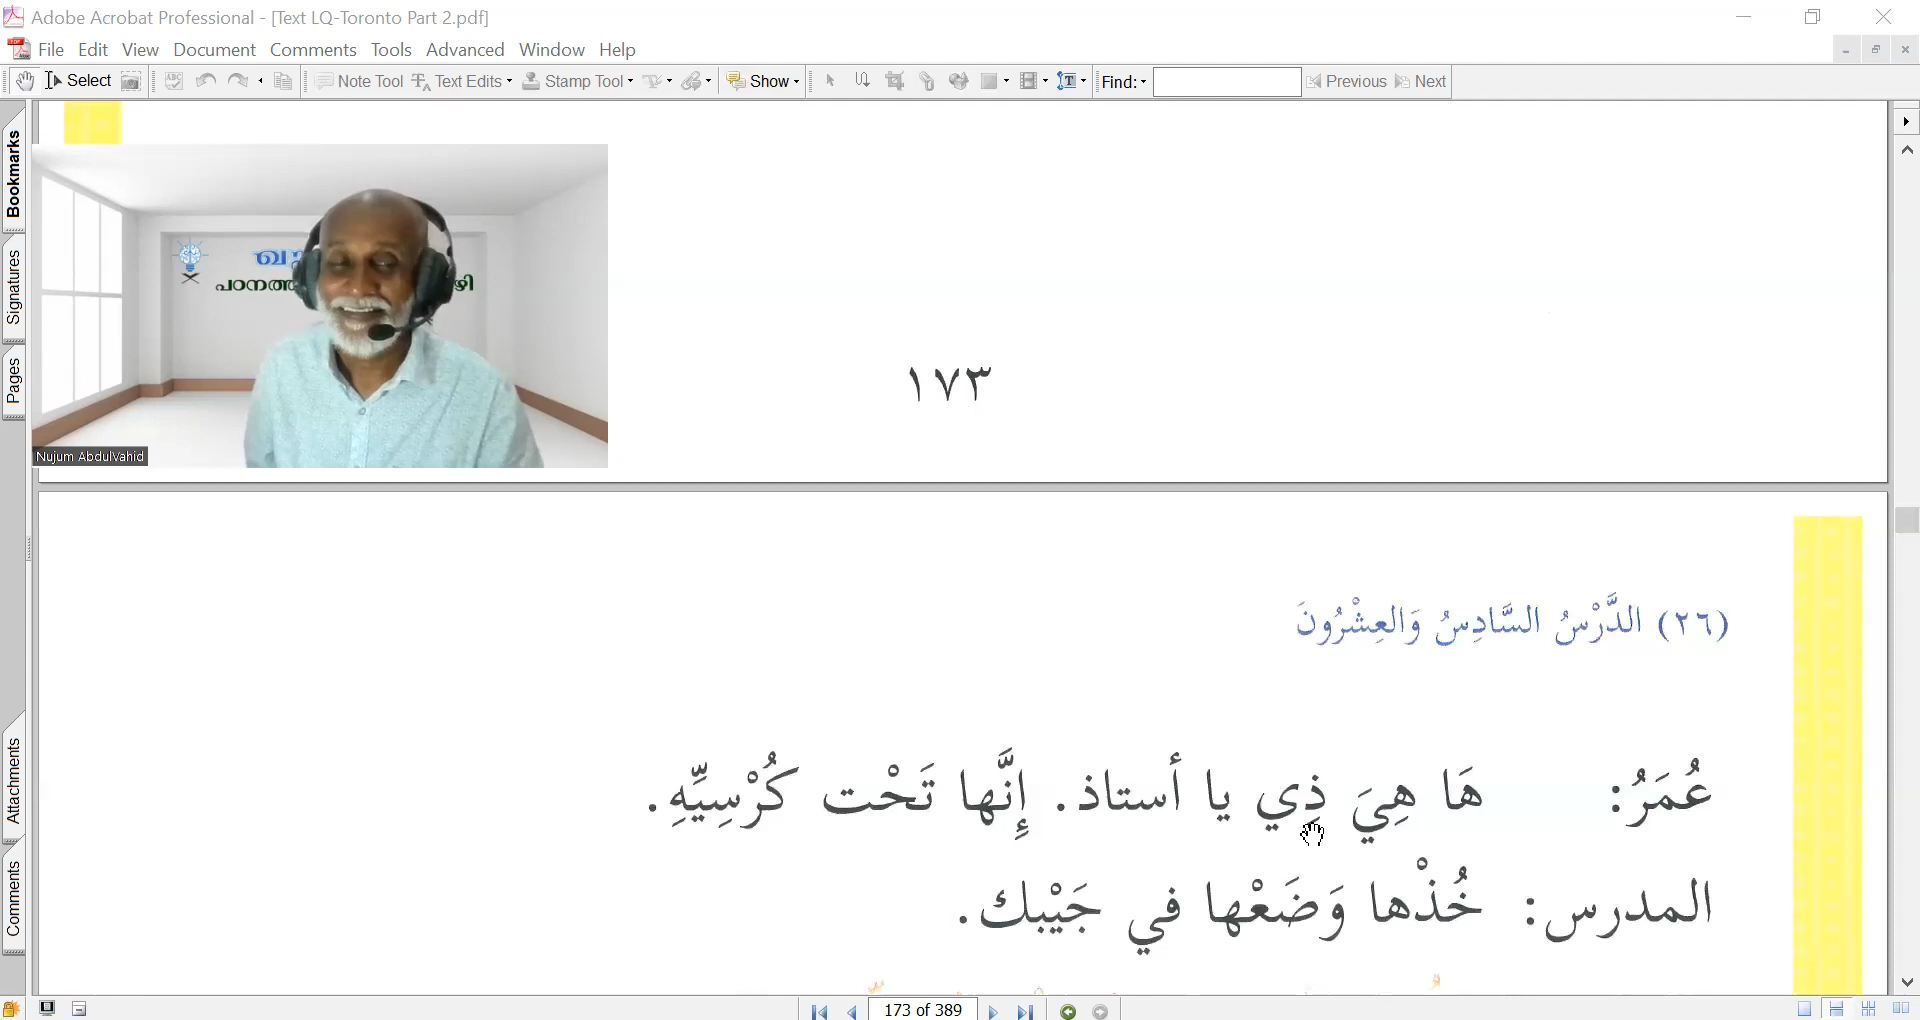 Adobe Acrobat Professional - [Text LQ-Toronto Part 2.pdf]
File Edit View Document Comments Tools Advanced Window Help
Select Note Tool Text Edits Stamp Tool Show Find: Previous Next
Bookmarks
Signatures
Pages
Attachments
Comments
Nujum AbdulVahid
١٧٣
(٢٦) الدَّرْسُ السَّادِسُ وَالعِشْرُونَ
عُمَرُ: هَا هِيَ ذِي يا أستاذ. إِنَّها تَحْت كُرْسِيِّهِ.
المدرس: خُذْها وَضَعْها في جَيْبك.
173 of 389